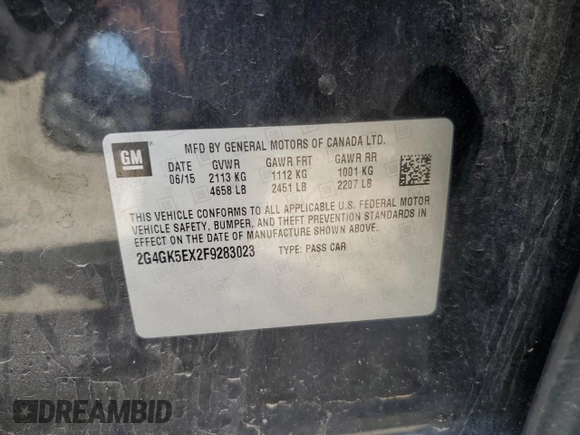 GM
MFD BY GENERAL MOTORS OF CANADA LTD.
DATE GVWR GAWR FRT GAWR RR
06/15 2113 KG 1112 KG 1001 KG
4658 LB 2451 LB 2207 LB
THIS VEHICLE CONFORMS TO ALL APPLICABLE U.S. FEDERAL MOTOR
VEHICLE SAFETY, BUMPER, AND THEFT PREVENTION STANDARDS IN
EFFECT ON THE DATE OF MANUFACTURE SHOWN ABOVE.
2G4GK5EX2F9283023 TYPE: PASS CAR
DREAMBID